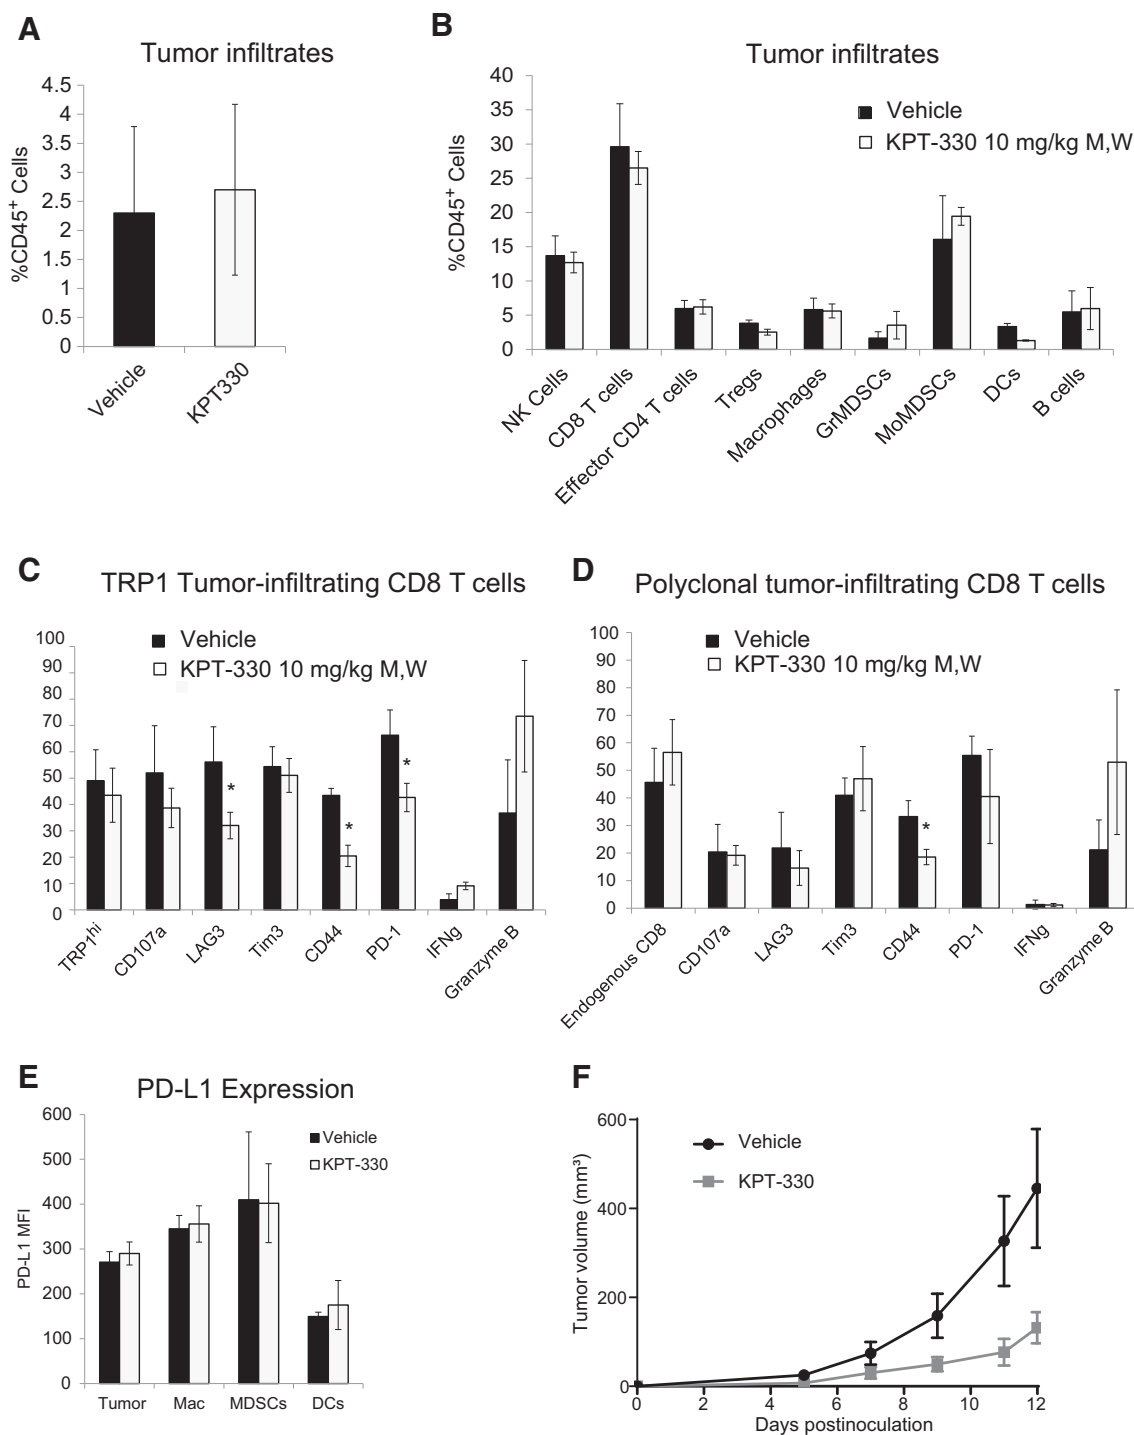 A
Tumor infiltrates
%CD45+ Cells
4.5
4
3.5
3
2.5
2
1.5
1
0.5
0
Vehicle
KPT330
B
Tumor infiltrates
%CD45+ Cells
40
35
30
25
20
15
10
5
0
Vehicle
KPT-330 10 mg/kg M,W
NK Cells
CD8 T cells
Effector CD4 T cells
Tregs
Macrophages
GrMDSCs
MoMDSCs
DCs
B cells
C
TRP1 Tumor-infiltrating CD8 T cells
Vehicle
KPT-330 10 mg/kg M,W
100
90
80
70
60
50
40
30
20
10
0
*
*
*
TRP1hi
CD107a
LAG3
Tim3
CD44
PD-1
IFNg
Granzyme B
D
Polyclonal tumor-infiltrating CD8 T cells
Vehicle
KPT-330 10 mg/kg M,W
100
90
80
70
60
50
40
30
20
10
0
*
Endogenous CD8
CD107a
LAG3
Tim3
CD44
PD-1
IFNg
Granzyme B
E
PD-L1 Expression
PD-L1 MFI
600
500
400
300
200
100
0
Vehicle
KPT-330
Tumor
Mac
MDSCs
DCs
F
Tumor volume (mm³)
600
400
200
0
Vehicle
KPT-330
0 2 4 6 8 10 12
Days postinoculation